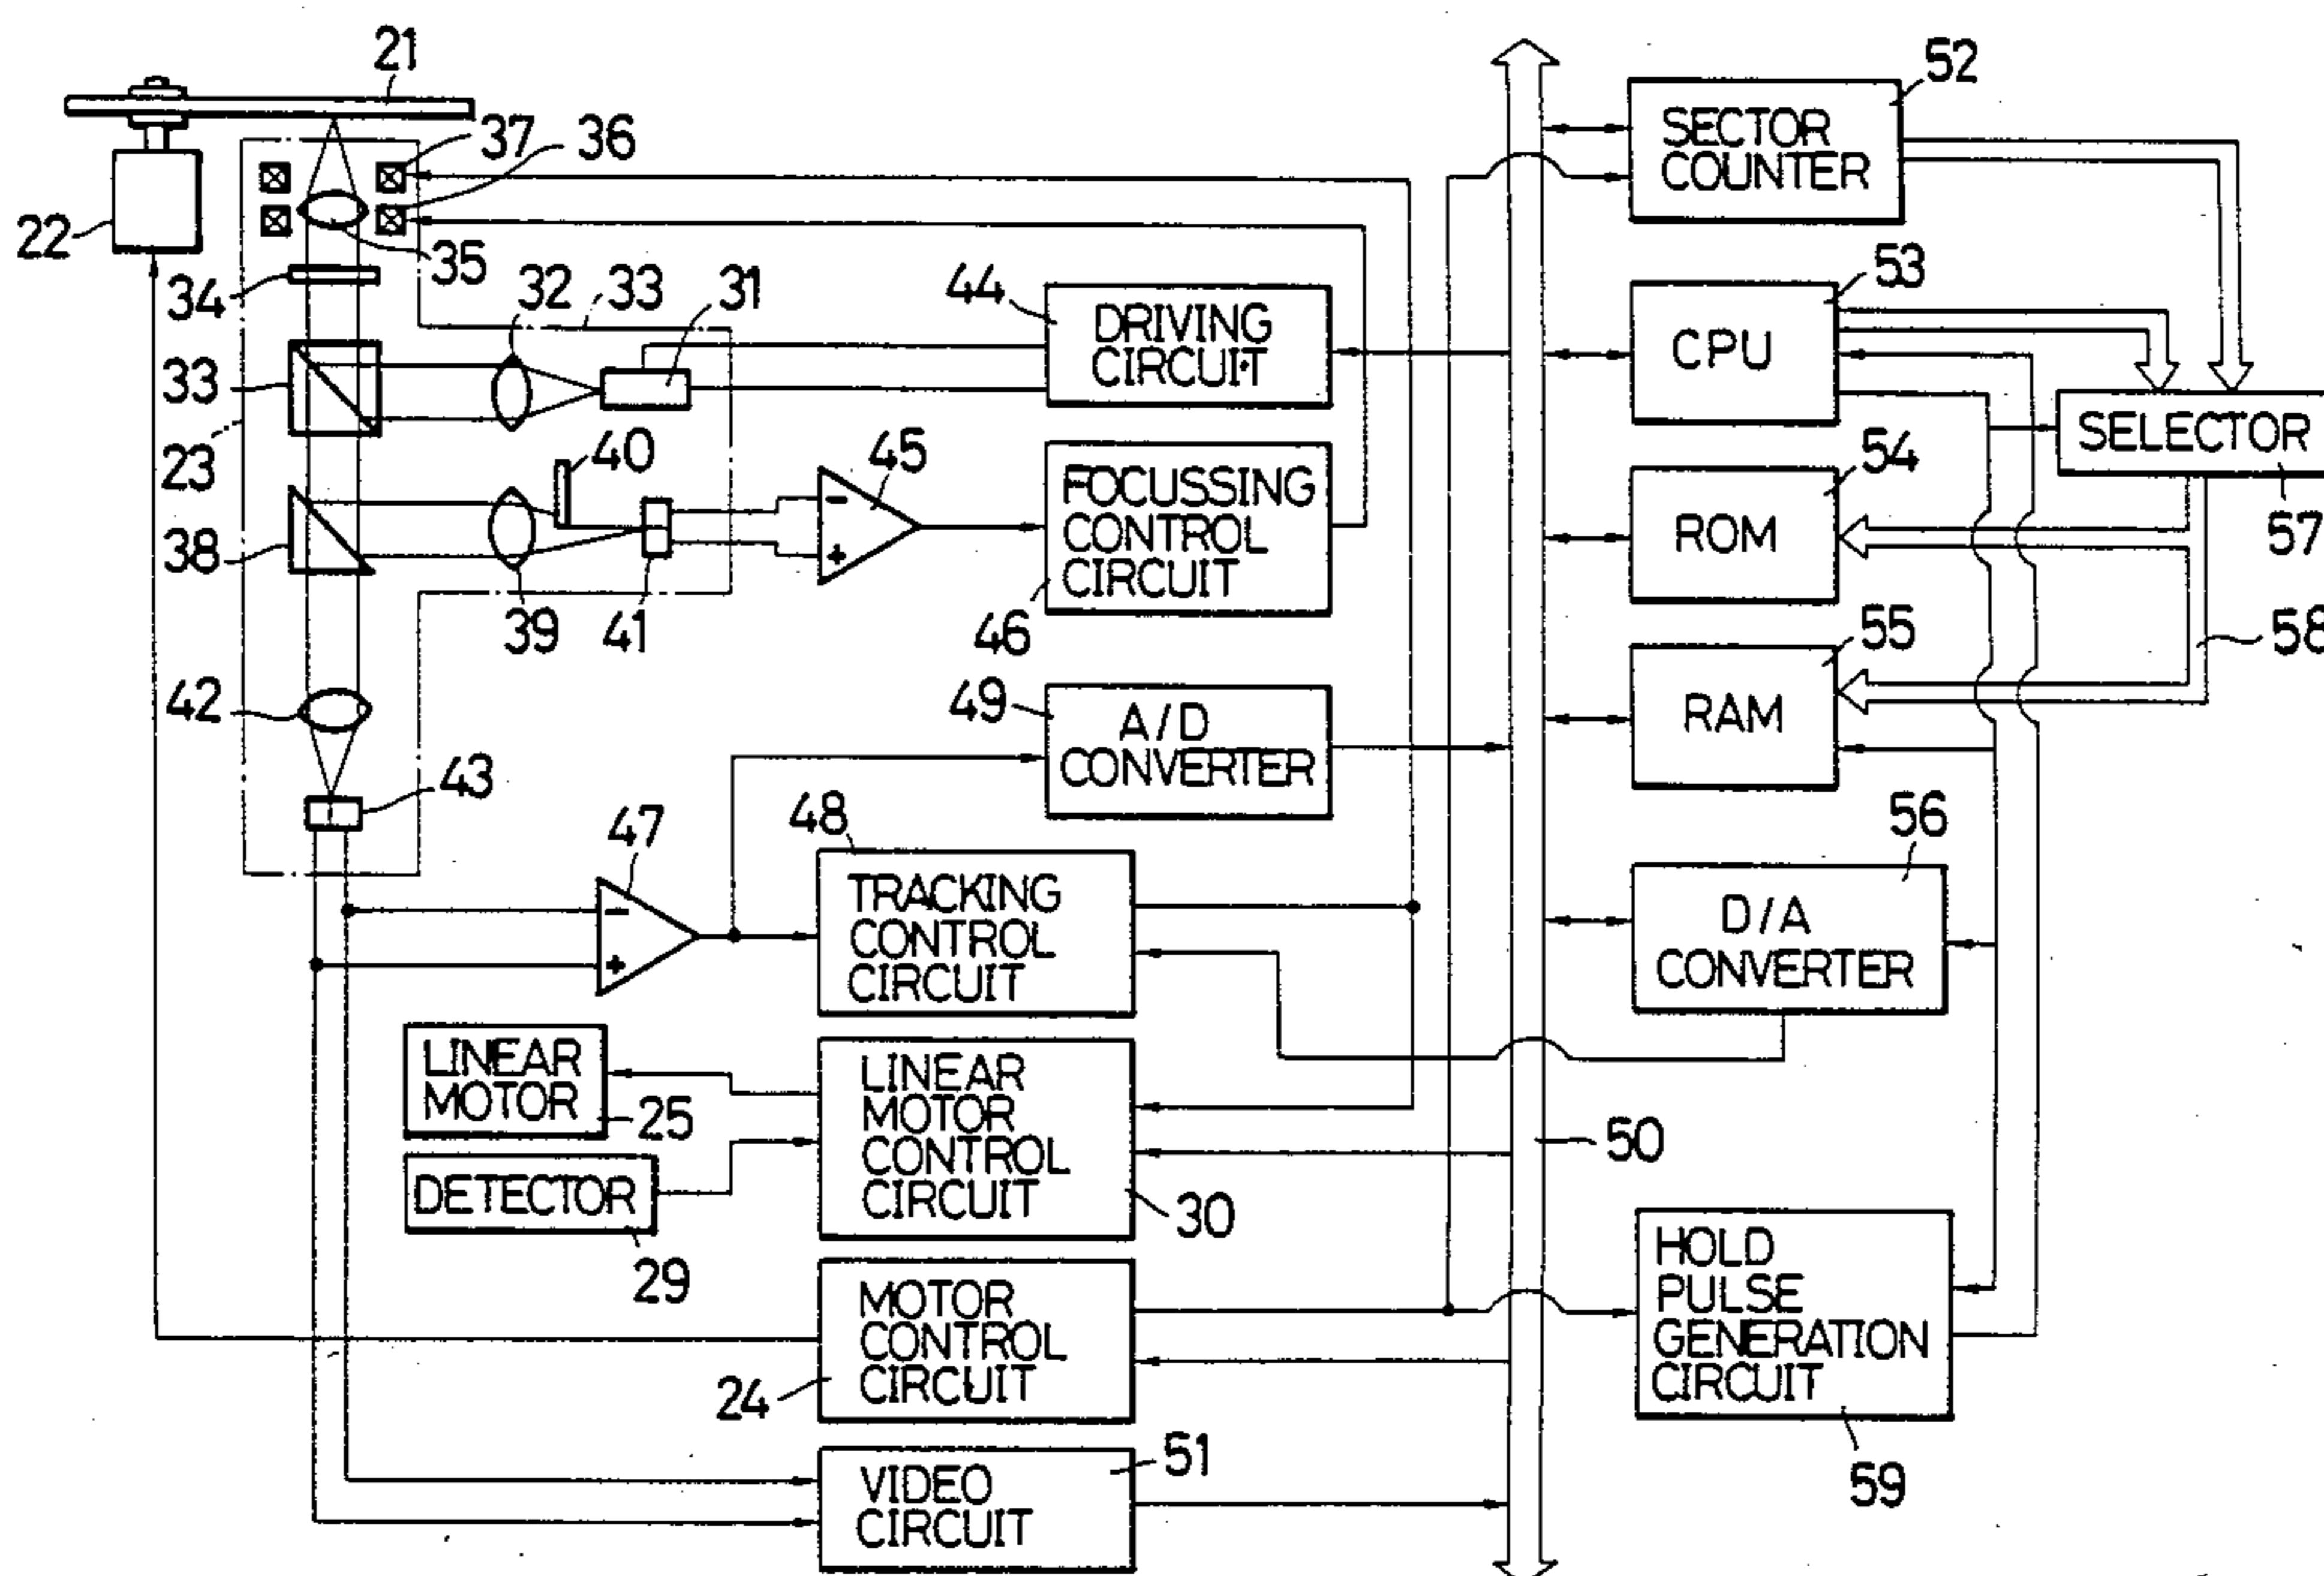 21
22
37
36
35
34
32
33
31
33
23
38
40
39
41
42
43
44
DRIVING
CIRCUIT
45
FOCUSSING
CONTROL
CIRCUIT
46
49
A/D
CONVERTER
47
48
TRACKING
CONTROL
CIRCUIT
LINEAR
MOTOR
25
DETECTOR
29
LINEAR
MOTOR
CONTROL
CIRCUIT
30
MOTOR
CONTROL
CIRCUIT
24
VIDEO
CIRCUIT
51
50
52
SECTOR
COUNTER
53
CPU
SELECTOR
57
54
ROM
58
55
RAM
56
D/A
CONVERTER
HOLD
PULSE
GENERATION
CIRCUIT
59